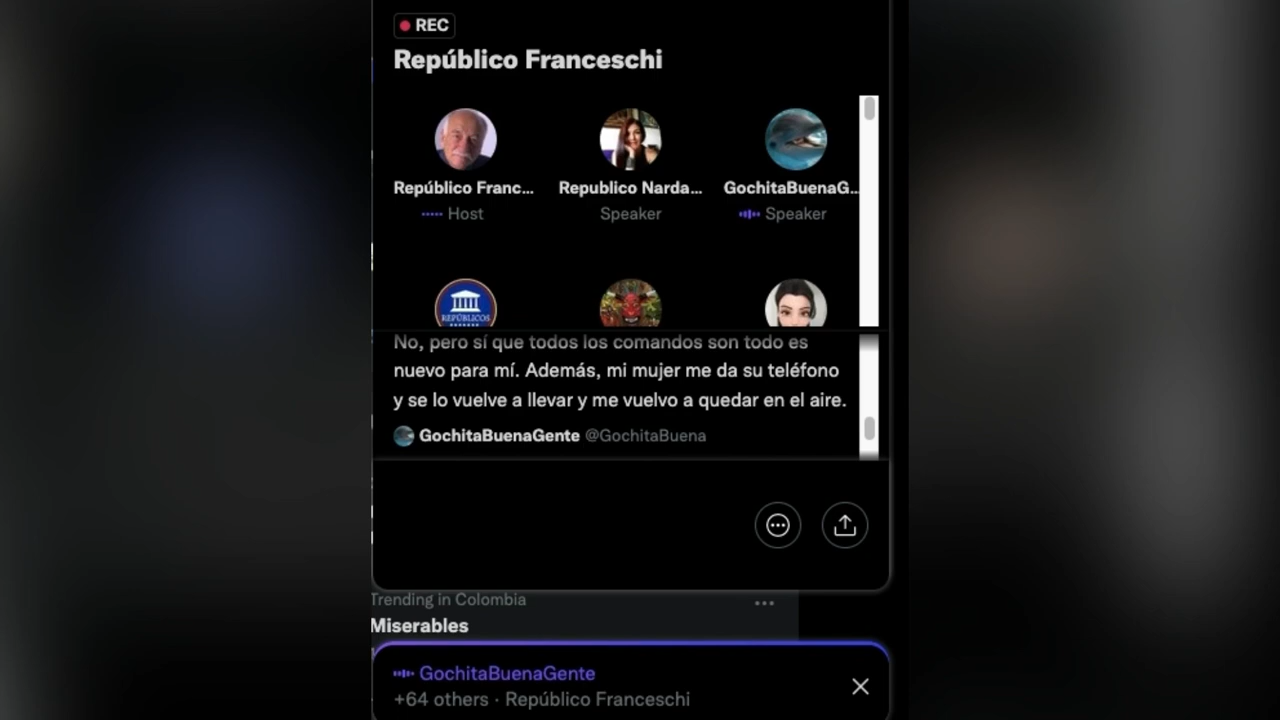 REC
Repúblico Franceschi
Repúblico Franc...
Republico Narda...
GochitaBuenaG...
Host
Speaker
Speaker
REPÚBLICOS
No, pero sí que todos los comandos son todo es
nuevo para mí. Además, mi mujer me da su teléfono
y se lo vuelve a llevar y me vuelvo a quedar en el aire.
GochitaBuenaGente @GochitaBuena
Trending in Colombia
Miserables
GochitaBuenaGente
+64 others · Repúblico Franceschi